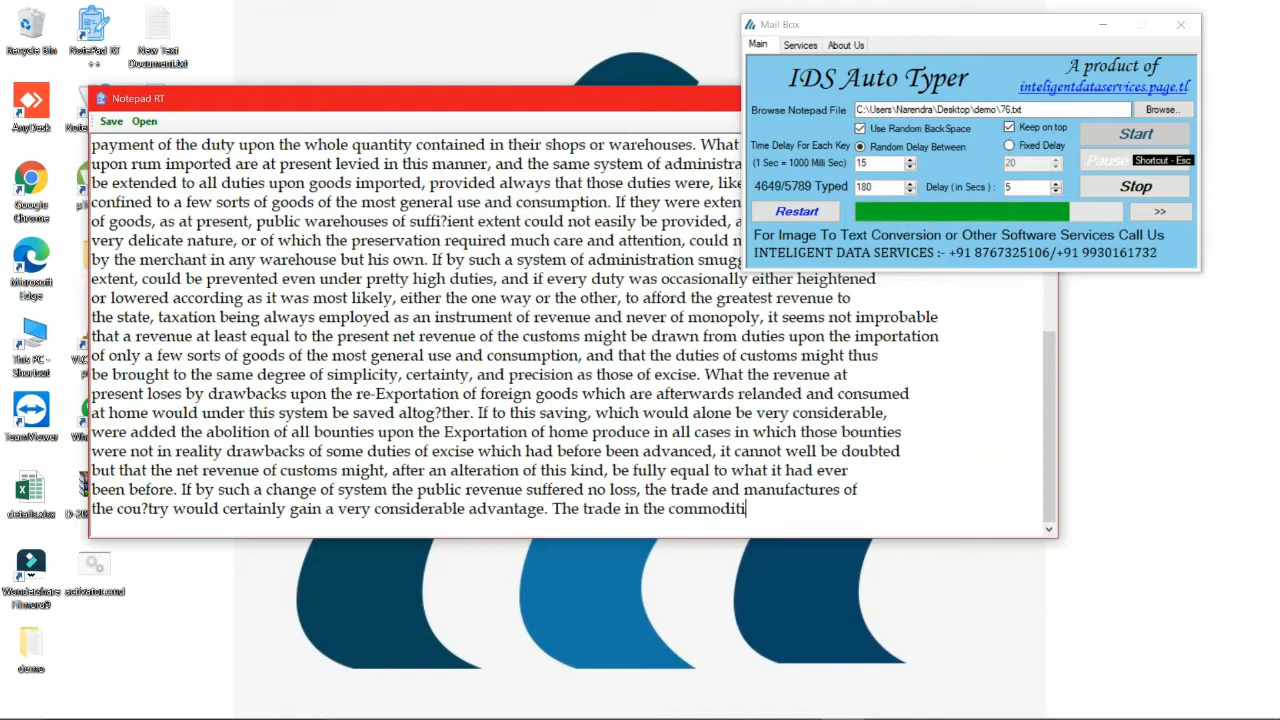 Recycle Bin
NotePad RT ++
New Text Document.txt
AnyDesk
Google Chrome
Microsoft Edge
This PC - Shortcut
TeamViewer
details.xlsx
Wondershare Filmora9
activator.cmd
demo
Mail Box
Main Services About Us
IDS Auto Typer
A product of
inteligentdataservices.page.tl
Browse Notepad File C:\Users\Narendra\Desktop\demo\76.txt Browse..
Use Random BackSpace Keep on top Start
Time Delay For Each Key Random Delay Between Fixed Delay
(1 Sec = 1000 Mili Sec) 15 20 Pause Shortcut - Esc
4649/5789 Typed 180 Delay ( in Secs ) : 5 Stop
Restart >>
For Image To Text Conversion or Other Software Services Call Us
INTELIGENT DATA SERVICES :- +91 8767325106/+91 9930161732
Notepad RT
Save Open
payment of the duty upon the whole quantity contained in their shops or warehouses. What
upon rum imported are at present levied in this manner, and the same system of administra
be extended to all duties upon goods imported, provided always that those duties were, like
confined to a few sorts of goods of the most general use and consumption. If they were exten
of goods, as at present, public warehouses of suffi?ient extent could not easily be provided, a
very delicate nature, or of which the preservation required much care and attention, could n
by the merchant in any warehouse but his own. If by such a system of administration smugg
extent, could be prevented even under pretty high duties, and if every duty was occasionally either heightened
or lowered according as it was most likely, either the one way or the other, to afford the greatest revenue to
the state, taxation being always employed as an instrument of revenue and never of monopoly, it seems not improbable
that a revenue at least equal to the present net revenue of the customs might be drawn from duties upon the importation
of only a few sorts of goods of the most general use and consumption, and that the duties of customs might thus
be brought to the same degree of simplicity, certainty, and precision as those of excise. What the revenue at
present loses by drawbacks upon the re-Exportation of foreign goods which are afterwards relanded and consumed
at home would under this system be saved altog?ther. If to this saving, which would alone be very considerable,
were added the abolition of all bounties upon the Exportation of home produce in all cases in which those bounties
were not in reality drawbacks of some duties of excise which had before been advanced, it cannot well be doubted
but that the net revenue of customs might, after an alteration of this kind, be fully equal to what it had ever
been before. If by such a change of system the public revenue suffered no loss, the trade and manufactures of
the cou?try would certainly gain a very considerable advantage. The trade in the commoditi